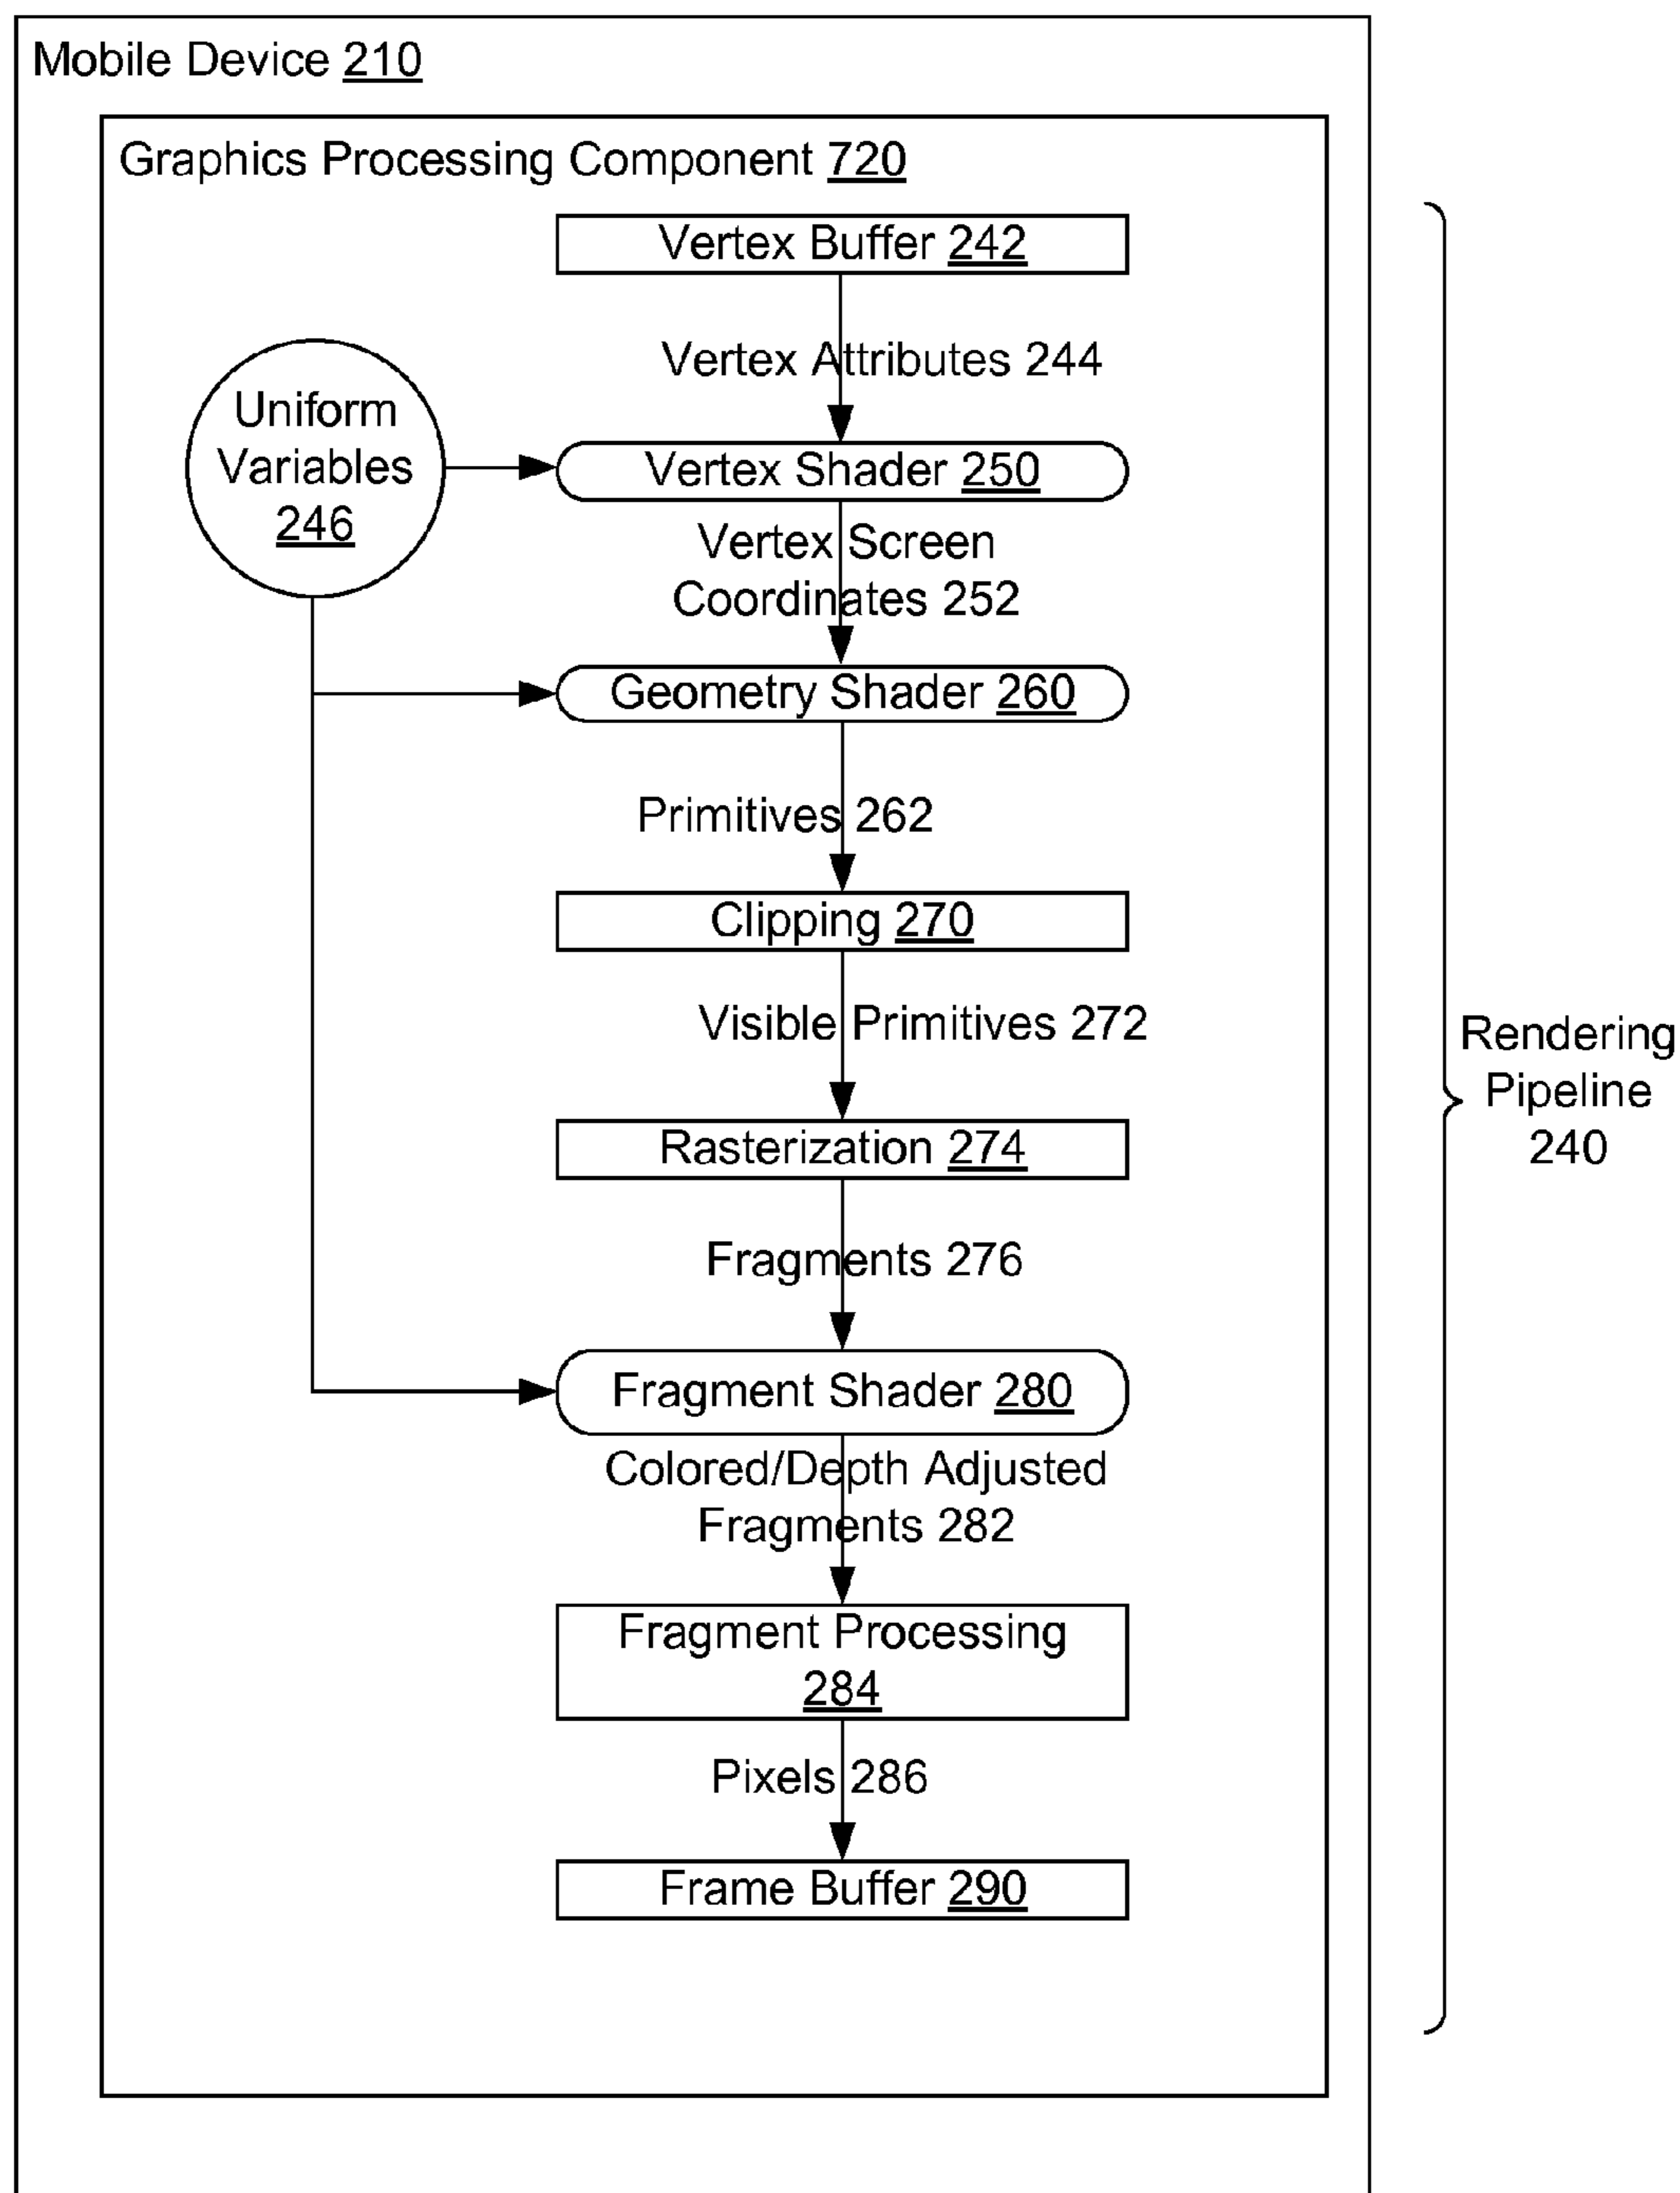 Mobile Device 210
Graphics Processing Component 720
Vertex Buffer 242
Vertex Attributes 244
Uniform
Variables
246
Vertex Shader 250
Vertex Screen
Coordinates 252
Geometry Shader 260
Primitives 262
Clipping 270
Visible Primitives 272
Rasterization 274
Fragments 276
Fragment Shader 280
Colored/Depth Adjusted
Fragments 282
Fragment Processing
284
Pixels 286
Frame Buffer 290
Rendering
Pipeline
240